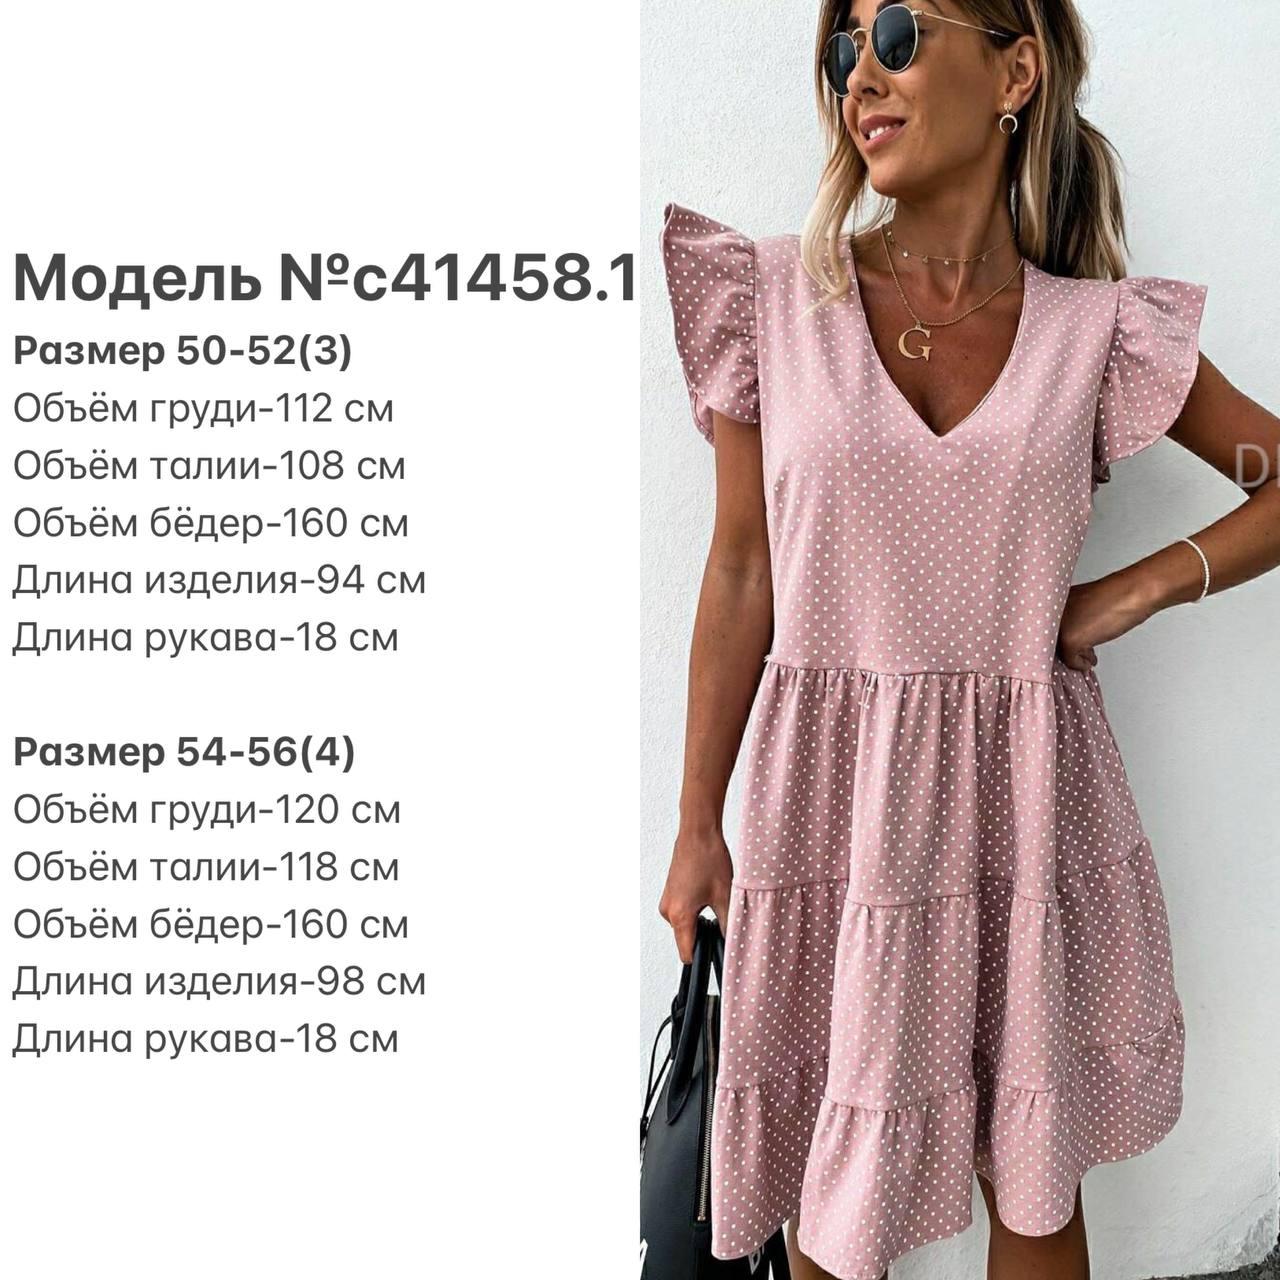 Модель №с41458.1
Размер 50-52(3)
Объём груди-112 см
Объём талии-108 см
Объём бёдер-160 см
Длина изделия-94 см
Длина рукава-18 см
Размер 54-56(4)
Объём груди-120 см
Объём талии-118 см
Объём бёдер-160 см
Длина изделия-98 см
Длина рукава-18 см
G